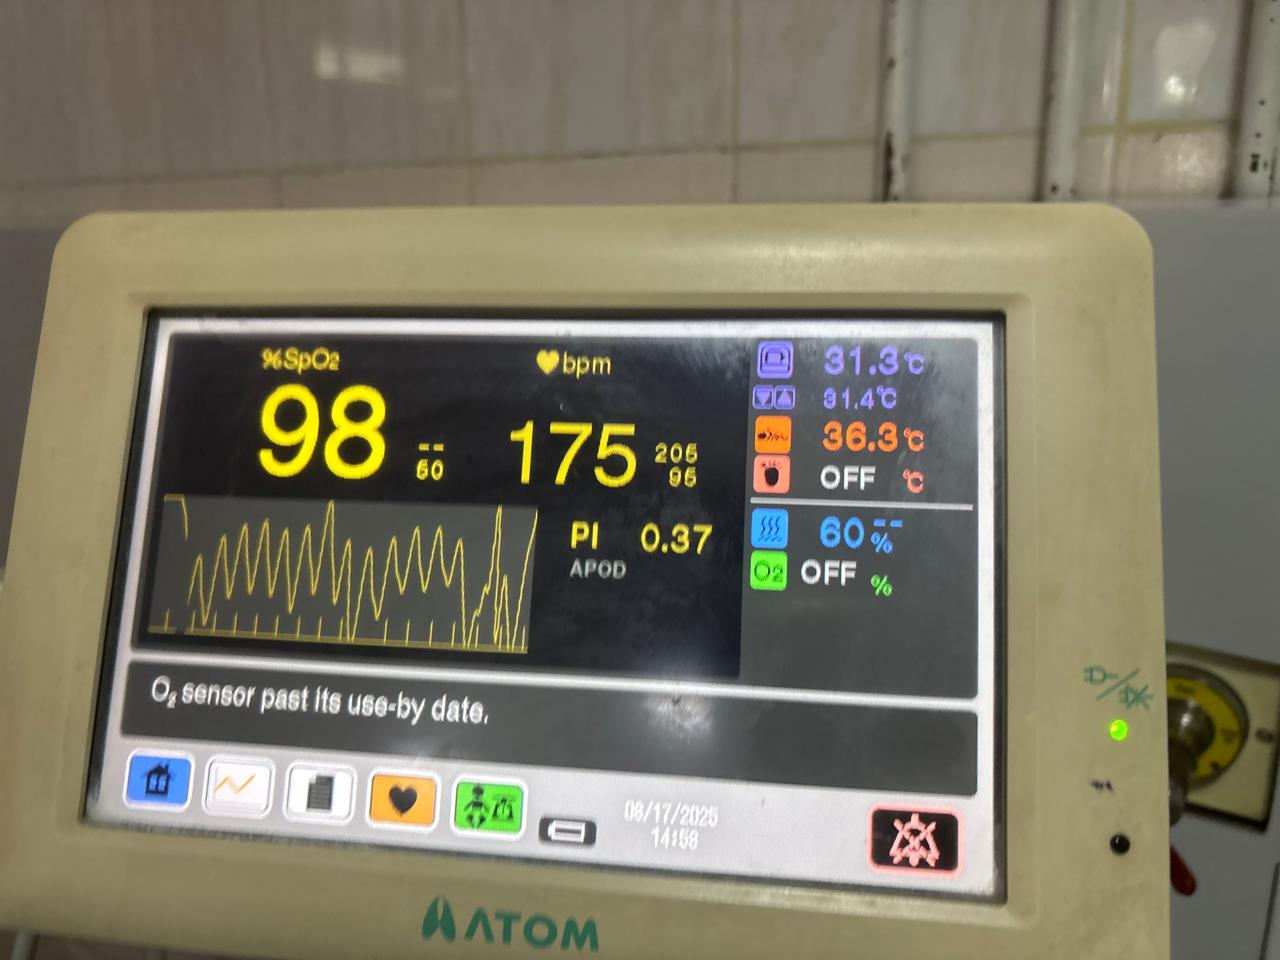 %SpO₂
98
--
50
bpm
175
205
95
PI 0.37
APOD
31.3°C
31.4°C
36.3°C
OFF °C
60 -- %
O2 OFF %
O₂ sensor past its use-by date.
08/17/2025
14:58
ATOM